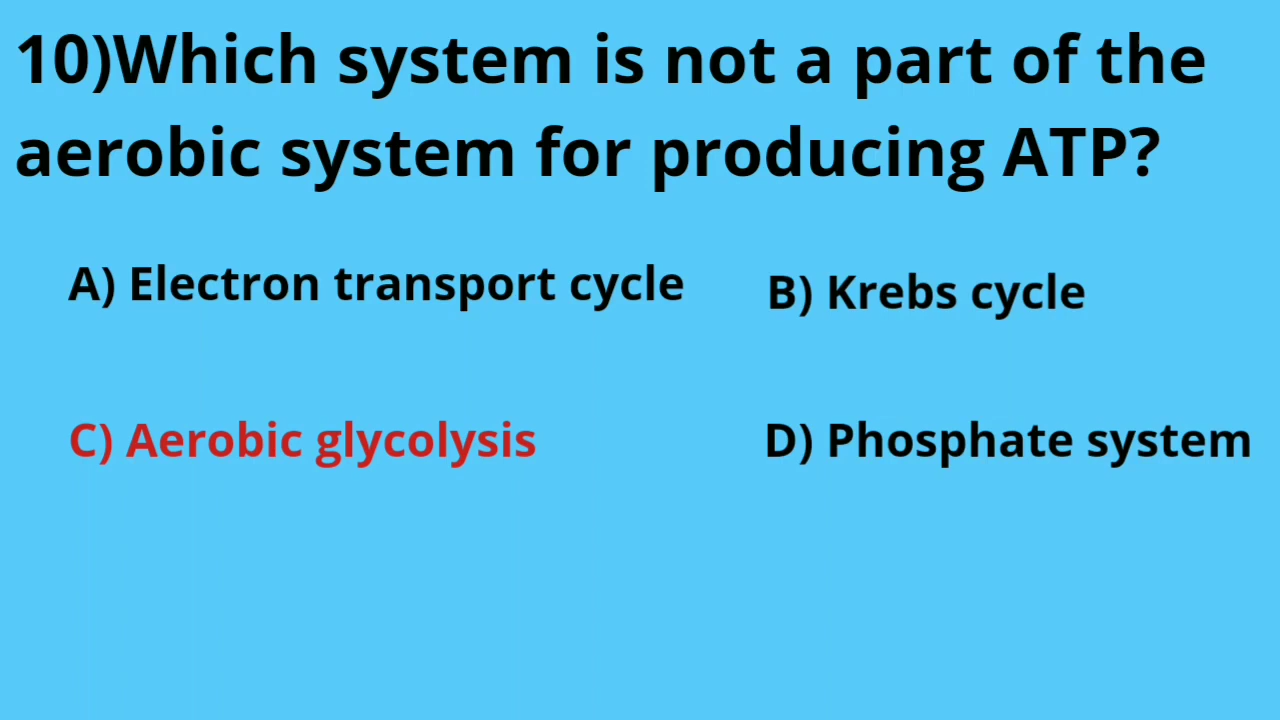 10)Which system is not a part of the
aerobic system for producing ATP?
A) Electron transport cycle
B) Krebs cycle
C) Aerobic glycolysis
D) Phosphate system